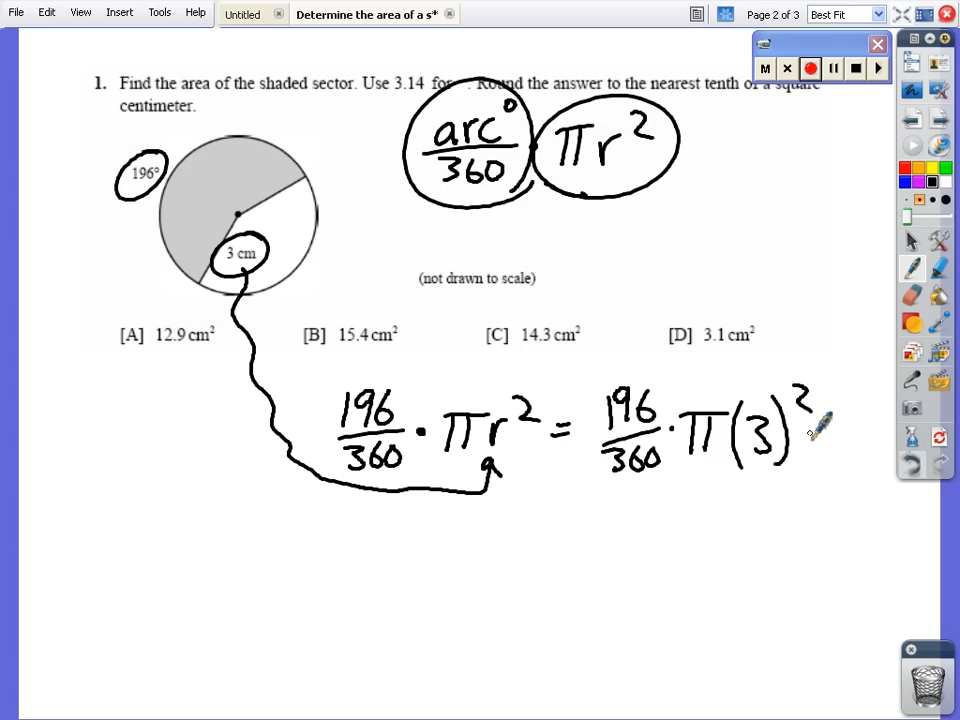 File Edit View Insert Tools Help Untitled Determine the area of a s* Page 2 of 3 Best Fit
1. Find the area of the shaded sector. Use 3.14 for . Round the answer to the nearest tenth of a square
centimeter.
arc°
360
πr²
196°
3 cm
(not drawn to scale)
[A] 12.9 cm² [B] 15.4 cm² [C] 14.3 cm² [D] 3.1 cm²
196/360 · πr² = 196/360 · π(3)²
M